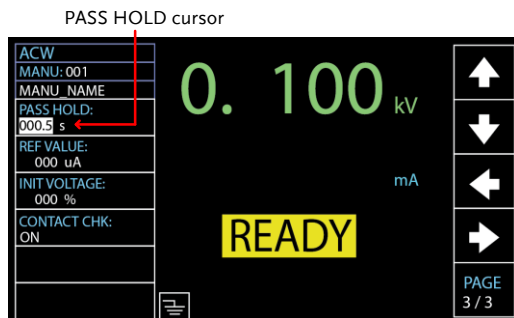 PASS HOLD cursor
ACW
MANU: 001
MANU_NAME
PASS HOLD:
000.5 s
REF VALUE:
000 uA
INIT VOLTAGE:
000 %
CONTACT CHK:
ON
0. 100 kV
mA
READY
PAGE
3 / 3